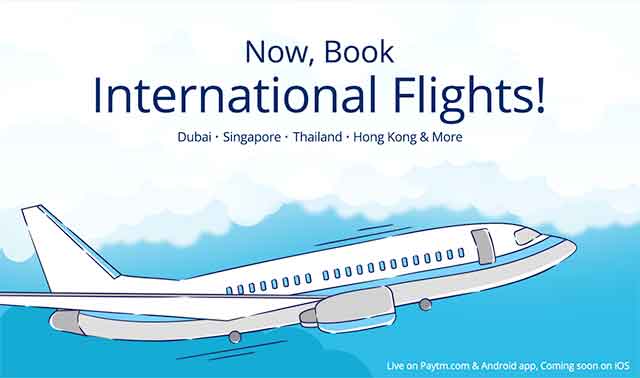 Now, Book
International Flights!
Dubai · Singapore · Thailand · Hong Kong & More
Live on Paytm.com & Android app, Coming soon on iOS